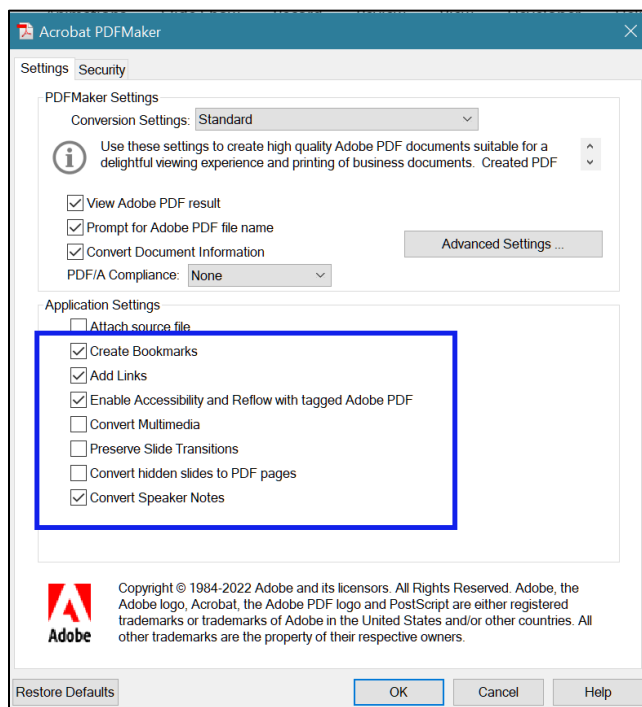 Acrobat PDFMaker
Settings Security
PDFMaker Settings
Conversion Settings: Standard
Use these settings to create high quality Adobe PDF documents suitable for a
delightful viewing experience and printing of business documents. Created PDF
View Adobe PDF result
Prompt for Adobe PDF file name
Convert Document Information
Advanced Settings ...
PDF/A Compliance: None
Application Settings
Attach source file
Create Bookmarks
Add Links
Enable Accessibility and Reflow with tagged Adobe PDF
Convert Multimedia
Preserve Slide Transitions
Convert hidden slides to PDF pages
Convert Speaker Notes
Copyright © 1984-2022 Adobe and its licensors. All Rights Reserved. Adobe, the
Adobe logo, Acrobat, the Adobe PDF logo and PostScript are either registered
trademarks or trademarks of Adobe in the United States and/or other countries. All
other trademarks are the property of their respective owners.
Adobe
Restore Defaults OK Cancel Help